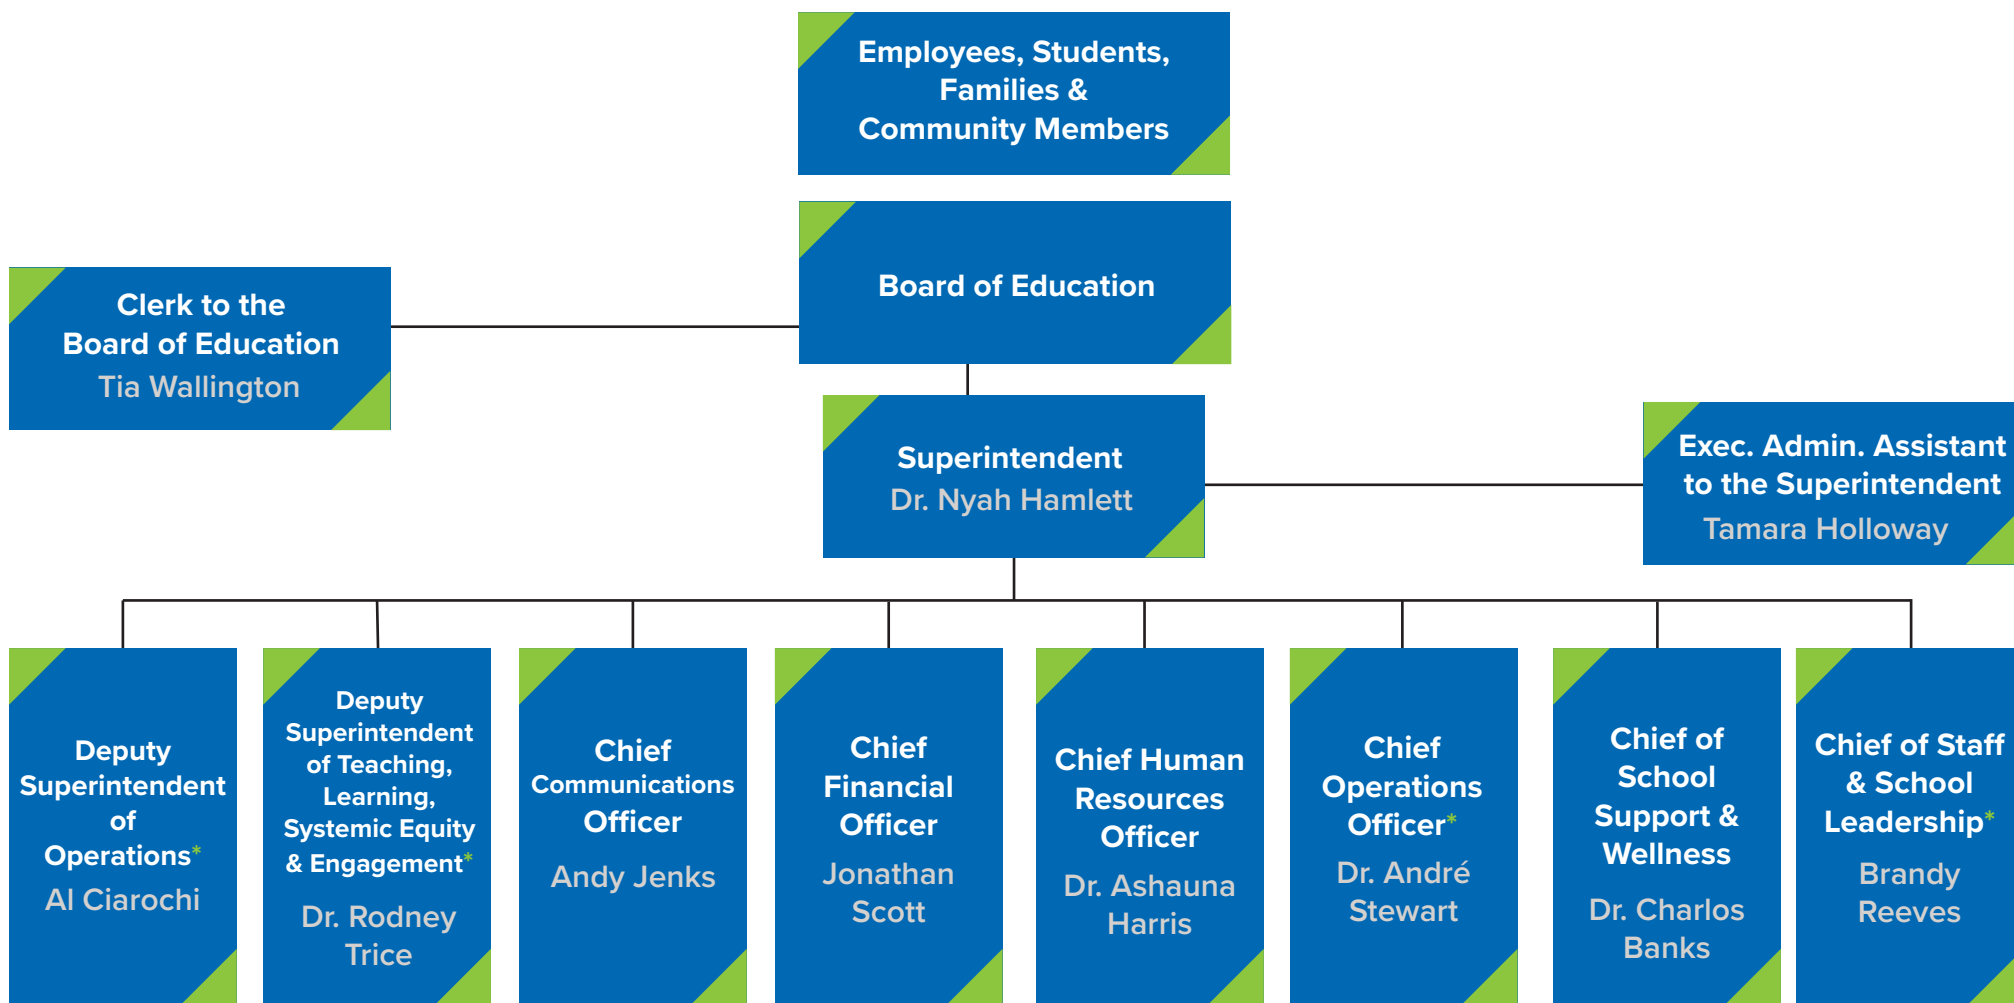 Employees, Students,
Families &
Community Members
Board of Education
Clerk to the
Board of Education
Tia Wallington
Superintendent
Dr. Nyah Hamlett
Exec. Admin. Assistant
to the Superintendent
Tamara Holloway
Deputy
Superintendent
of
Operations*
Al Ciarochi
Deputy
Superintendent
of Teaching,
Learning,
Systemic Equity
& Engagement*
Dr. Rodney
Trice
Chief
Communications
Officer
Andy Jenks
Chief
Financial
Officer
Jonathan
Scott
Chief Human
Resources
Officer
Dr. Ashauna
Harris
Chief
Operations
Officer*
Dr. André
Stewart
Chief of
School
Support &
Wellness
Dr. Charlos
Banks
Chief of Staff
& School
Leadership*
Brandy
Reeves